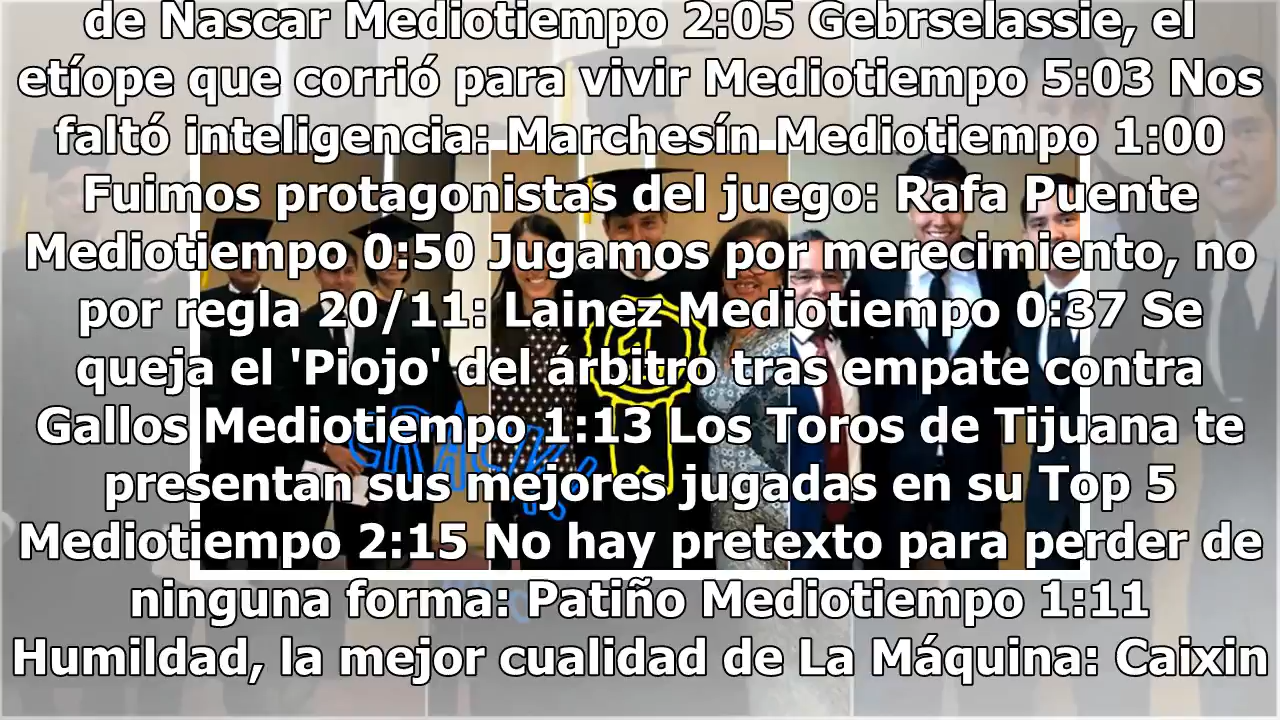 de Nascar Mediotiempo 2:05 Gebrselassie, el
etíope que corrió para vivir Mediotiempo 5:03 Nos
faltó inteligencia: Marchesín Mediotiempo 1:00
Fuimos protagonistas del juego: Rafa Puente
Mediotiempo 0:50 Jugamos por merecimiento, no
por regla 20/11: Lainez Mediotiempo 0:37 Se
queja el 'Piojo' del árbitro tras empate contra
Gallos Mediotiempo 1:13 Los Toros de Tijuana te
presentan sus mejores jugadas en su Top 5
Mediotiempo 2:15 No hay pretexto para perder de
ninguna forma: Patiño Mediotiempo 1:11
Humildad, la mejor cualidad de La Máquina: Caixin